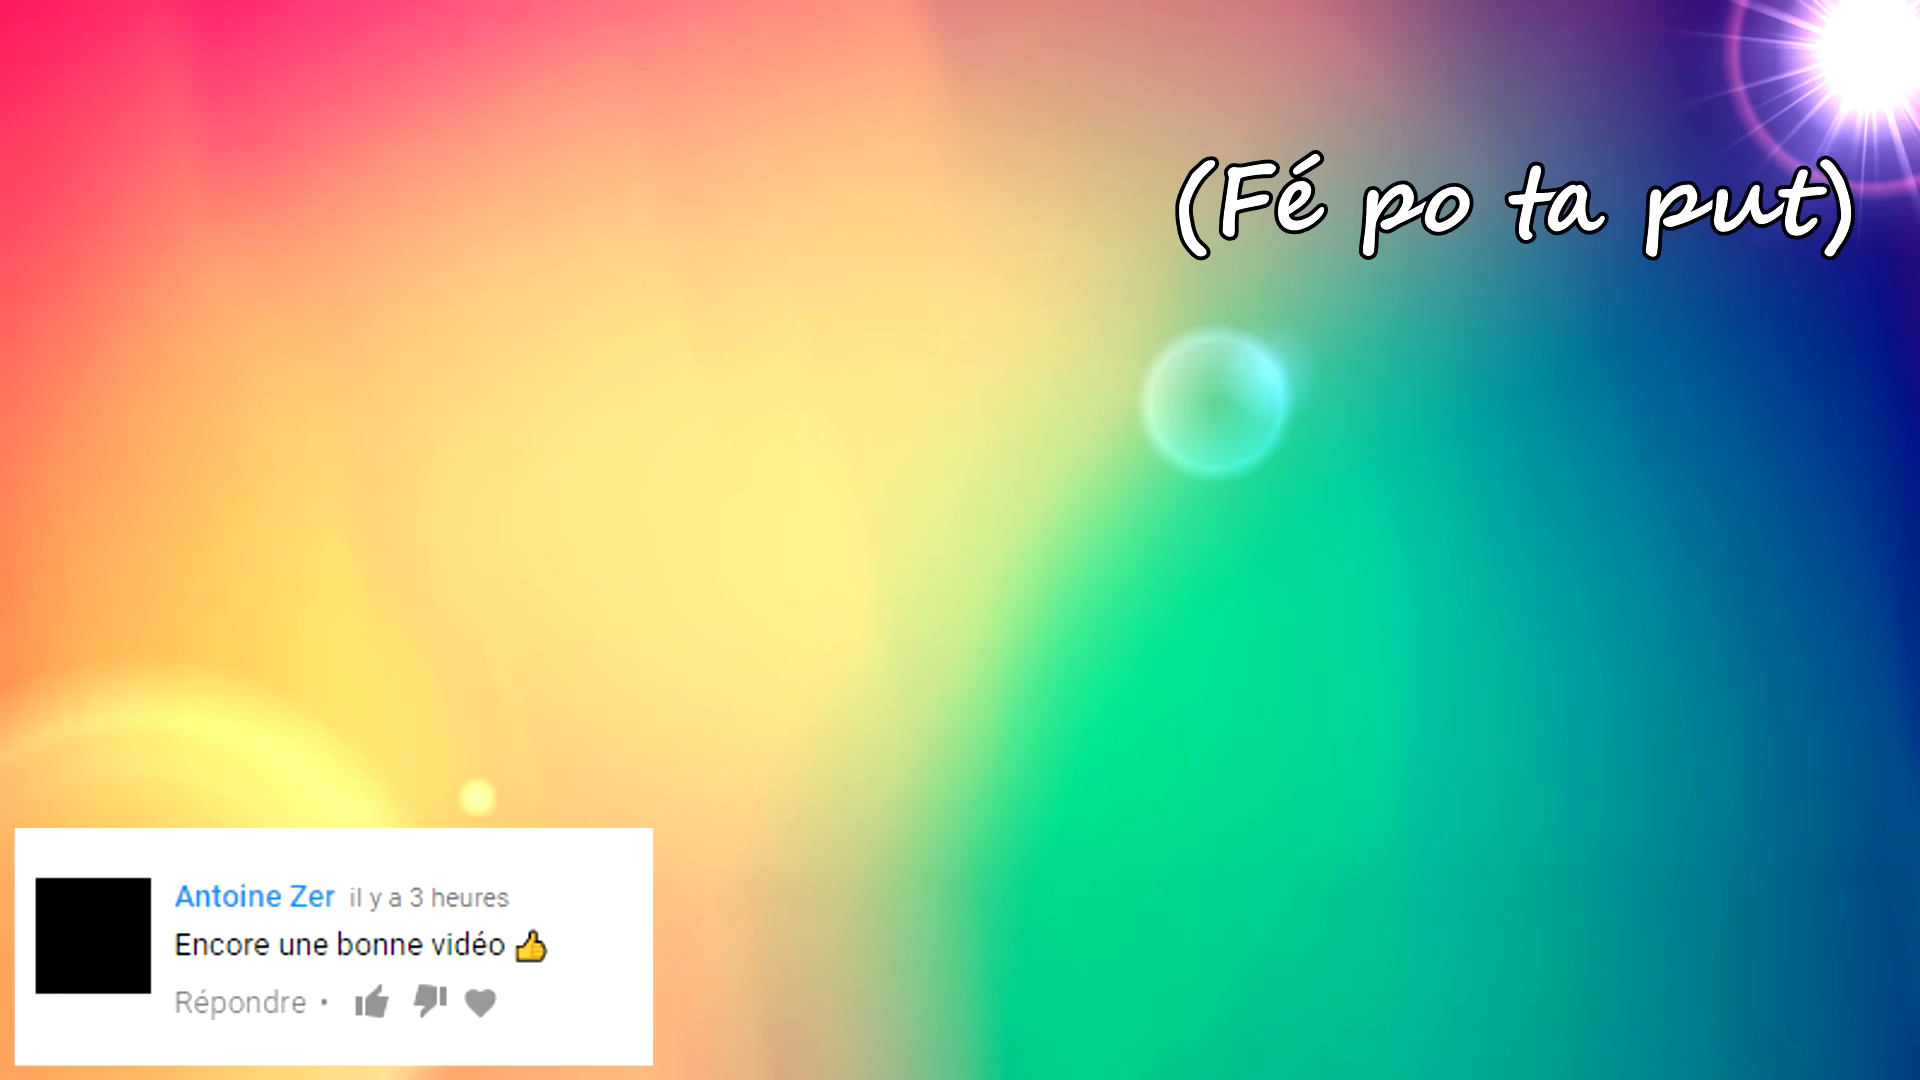 (Fé po ta put)
Antoine Zer il y a 3 heures
Encore une bonne vidéo 👍
Répondre •